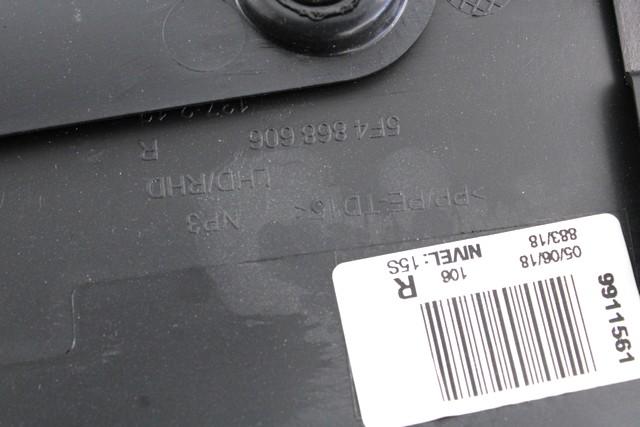 5F4 868 606
R
LHD/RHD
>PP/PE-TD15<
NP3
9911561
05/06/18
883/18
106
NIVEL: 15S
R